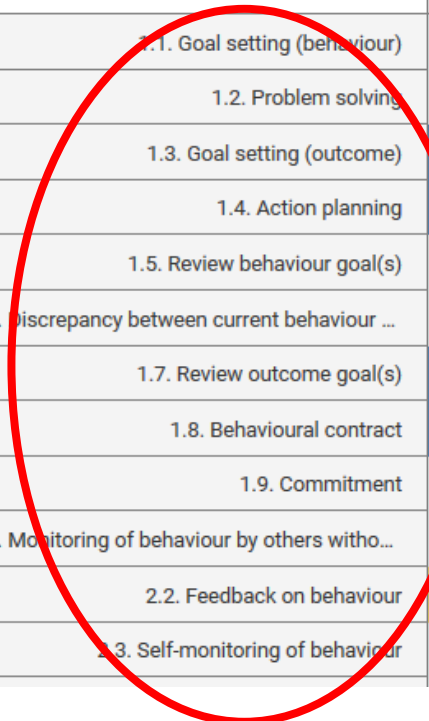 1.1. Goal setting (behaviour)
1.2. Problem solving
1.3. Goal setting (outcome)
1.4. Action planning
1.5. Review behaviour goal(s)
. Discrepancy between current behaviour ...
1.7. Review outcome goal(s)
1.8. Behavioural contract
1.9. Commitment
. Monitoring of behaviour by others witho...
2.2. Feedback on behaviour
2.3. Self-monitoring of behaviour